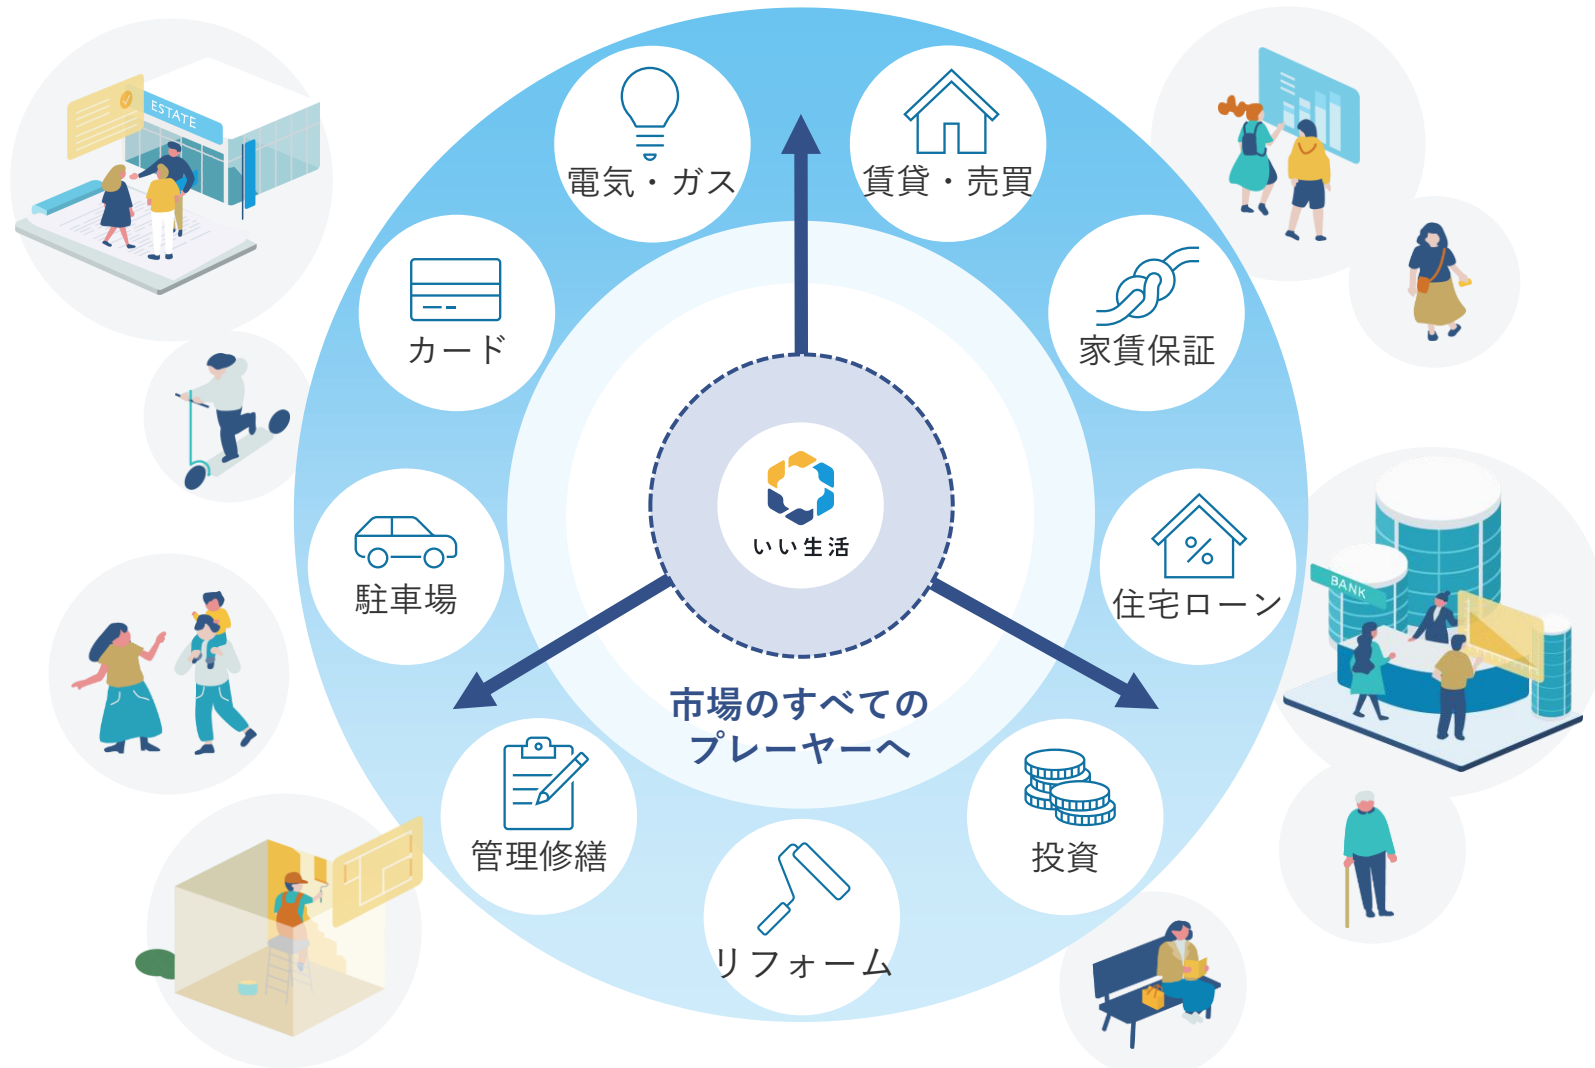 ESTATE
電気・ガス
賃貸・売買
カード
家賃保証
いい生活
駐車場
住宅ローン
BANK
市場のすべての
プレーヤーへ
管理修繕
投資
リフォーム